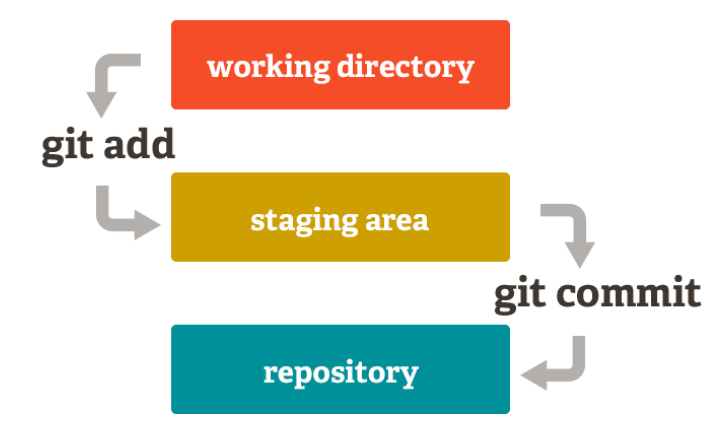 working directory
git add
staging area
git commit
repository